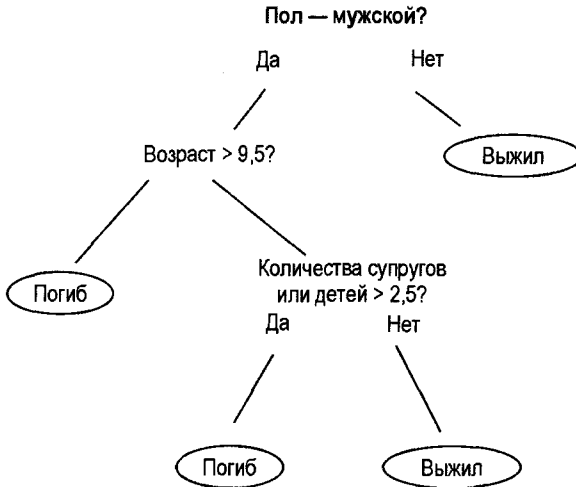 Пол — мужской?
Да
Нет
Возраст > 9,5?
Выжил
Погиб
Количества супругов
или детей > 2,5?
Да
Нет
Погиб
Выжил